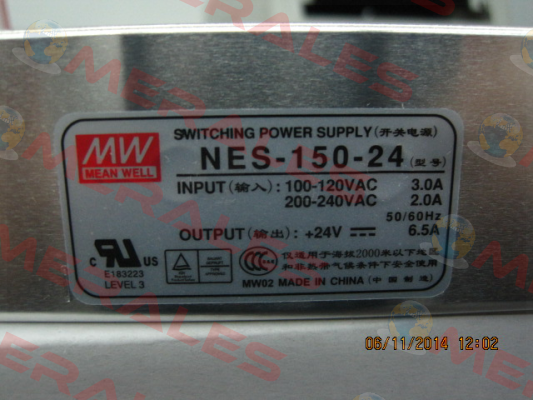 SWITCHING POWER SUPPLY (开关电源)
MW
MEAN WELL
NES-150-24 (型号)
INPUT (输入): 100-120VAC 3.0A
200-240VAC 2.0A
50/60Hz
OUTPUT (输出): +24V 6.5A
C UL US
E183223
LEVEL 3
CCC
仅适用于海拔2000米以下地区
和非热带气候条件下安全使用
MW02 MADE IN CHINA (中国制造)
06/11/2014 12:02
MERALES